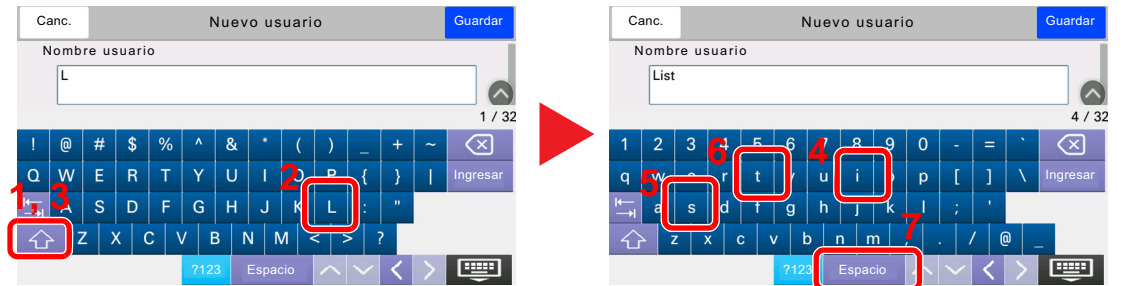 Canc. Nuevo usuario Guardar
Nombre usuario
L
1 / 32
! @ # $ % ^ & * ( ) _ + ~
Q W E R T Y U I O P { } | Ingresar
2
1, 3
A S D F G H J K L : "
Z X C V B N M < > ?
?123 Espacio
Canc. Nuevo usuario Guardar
Nombre usuario
List
4 / 32
1 2 3 4 5 6 7 8 9 0 - = `
6 4
q w e r t y u i o p [ ] \ Ingresar
5
a s d f g h j k l ; '
z x c v b n m , . / @ _
7
?123 Espacio